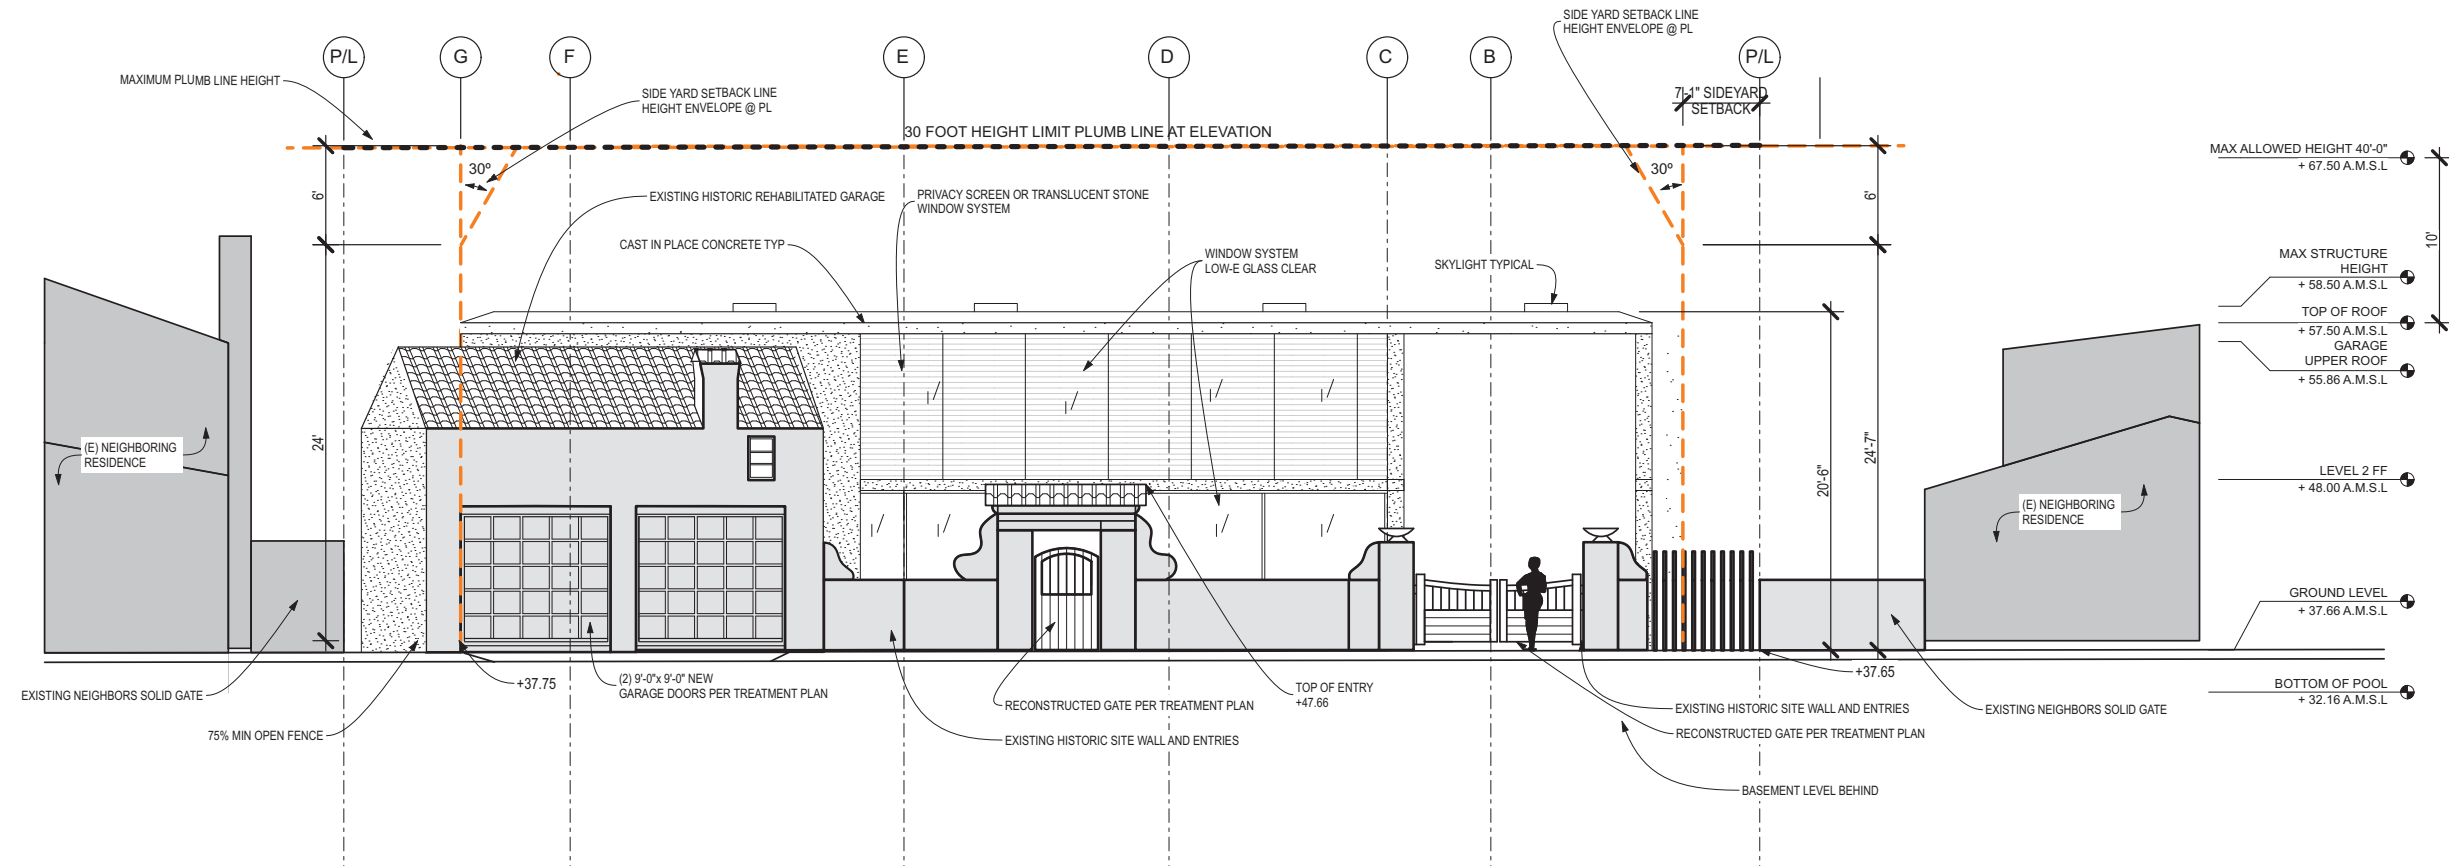 SIDE YARD SETBACK LINE
HEIGHT ENVELOPE @ PL
P/L
G
F
E
D
C
B
P/L
MAXIMUM PLUMB LINE HEIGHT
SIDE YARD SETBACK LINE
HEIGHT ENVELOPE @ PL
7'-1" SIDEYARD
SETBACK
30 FOOT HEIGHT LIMIT PLUMB LINE AT ELEVATION
MAX ALLOWED HEIGHT 40'-0"
+ 67.50 A.M.S.L
30º
30º
6'
6'
10'
EXISTING HISTORIC REHABILITATED GARAGE
PRIVACY SCREEN OR TRANSLUCENT STONE
WINDOW SYSTEM
CAST IN PLACE CONCRETE TYP
WINDOW SYSTEM
LOW-E GLASS CLEAR
SKYLIGHT TYPICAL
MAX STRUCTURE
HEIGHT
+ 58.50 A.M.S.L
TOP OF ROOF
+ 57.50 A.M.S.L
GARAGE
UPPER ROOF
+ 55.86 A.M.S.L
24'
24'-7"
20'-6"
(E) NEIGHBORING
RESIDENCE
LEVEL 2 FF
+ 48.00 A.M.S.L
(E) NEIGHBORING
RESIDENCE
GROUND LEVEL
+ 37.66 A.M.S.L
+37.75
(2) 9'-0"x 9'-0" NEW
GARAGE DOORS PER TREATMENT PLAN
+37.65
EXISTING NEIGHBORS SOLID GATE
RECONSTRUCTED GATE PER TREATMENT PLAN
TOP OF ENTRY
+47.66
EXISTING HISTORIC SITE WALL AND ENTRIES
EXISTING NEIGHBORS SOLID GATE
BOTTOM OF POOL
+ 32.16 A.M.S.L
75% MIN OPEN FENCE
EXISTING HISTORIC SITE WALL AND ENTRIES
RECONSTRUCTED GATE PER TREATMENT PLAN
BASEMENT LEVEL BEHIND